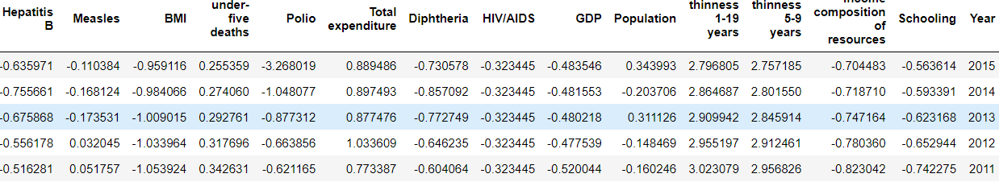 Hepatitis B Measles BMI under-five deaths Polio Total expenditure Diphtheria HIV/AIDS GDP Population thinness 1-19 years thinness 5-9 years income composition of resources Schooling Year
-0.635971 -0.110384 -0.959116 0.255359 -3.268019 0.889486 -0.730578 -0.323445 -0.483546 0.343993 2.796805 2.757185 -0.704483 -0.563614 2015
-0.755661 -0.168124 -0.984066 0.274060 -1.048077 0.897493 -0.857092 -0.323445 -0.481553 -0.203706 2.864687 2.801550 -0.718710 -0.593391 2014
-0.675868 -0.173531 -1.009015 0.292761 -0.877312 0.877476 -0.772749 -0.323445 -0.480218 0.311126 2.909942 2.845914 -0.747164 -0.623168 2013
-0.556178 0.032045 -1.033964 0.317696 -0.663856 1.033609 -0.646235 -0.323445 -0.477539 -0.148469 2.955197 2.912461 -0.780360 -0.652944 2012
-0.516281 0.051757 -1.053924 0.342631 -0.621165 0.773387 -0.604064 -0.323445 -0.520044 -0.160246 3.023079 2.956826 -0.823042 -0.742275 2011